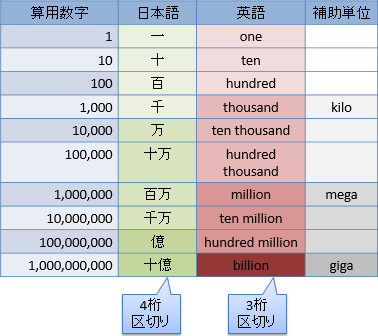 算用数字 日本語 英語 補助単位
1 一 one
10 十 ten
100 百 hundred
1,000 千 thousand kilo
10,000 万 ten thousand
100,000 十万 hundred
thousand
1,000,000 百万 million mega
10,000,000 千万 ten million
100,000,000 億 hundred million
1,000,000,000 十億 billion giga
4桁
区切り
3桁
区切り